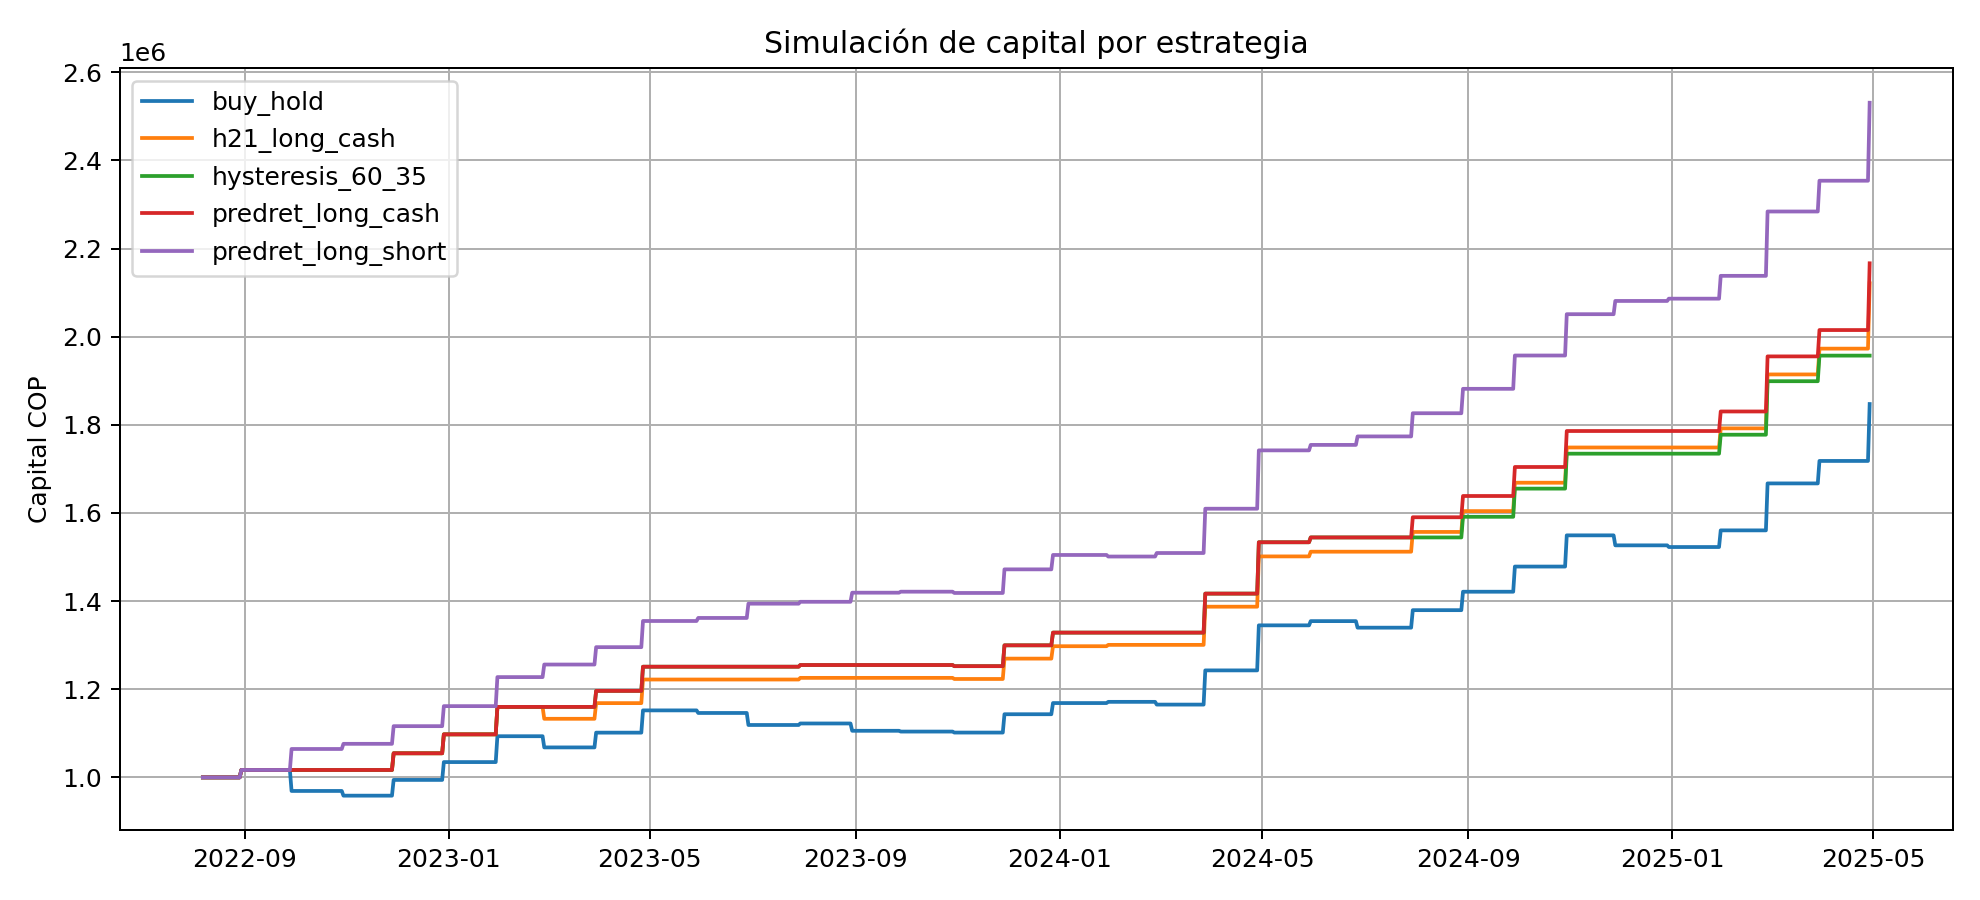 Simulación de capital por estrategia
1e6
2.6
2.4
2.2
2.0
1.8
1.6
1.4
1.2
1.0
Capital COP
buy_hold
h21_long_cash
hysteresis_60_35
predret_long_cash
predret_long_short
2022-09 2023-01 2023-05 2023-09 2024-01 2024-05 2024-09 2025-01 2025-05